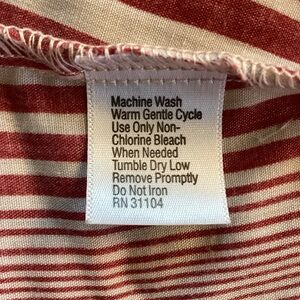 Machine Wash
Warm Gentle Cycle
Use Only Non-
Chlorine Bleach
When Needed
Tumble Dry Low
Remove Promptly
Do Not Iron
RN 31104